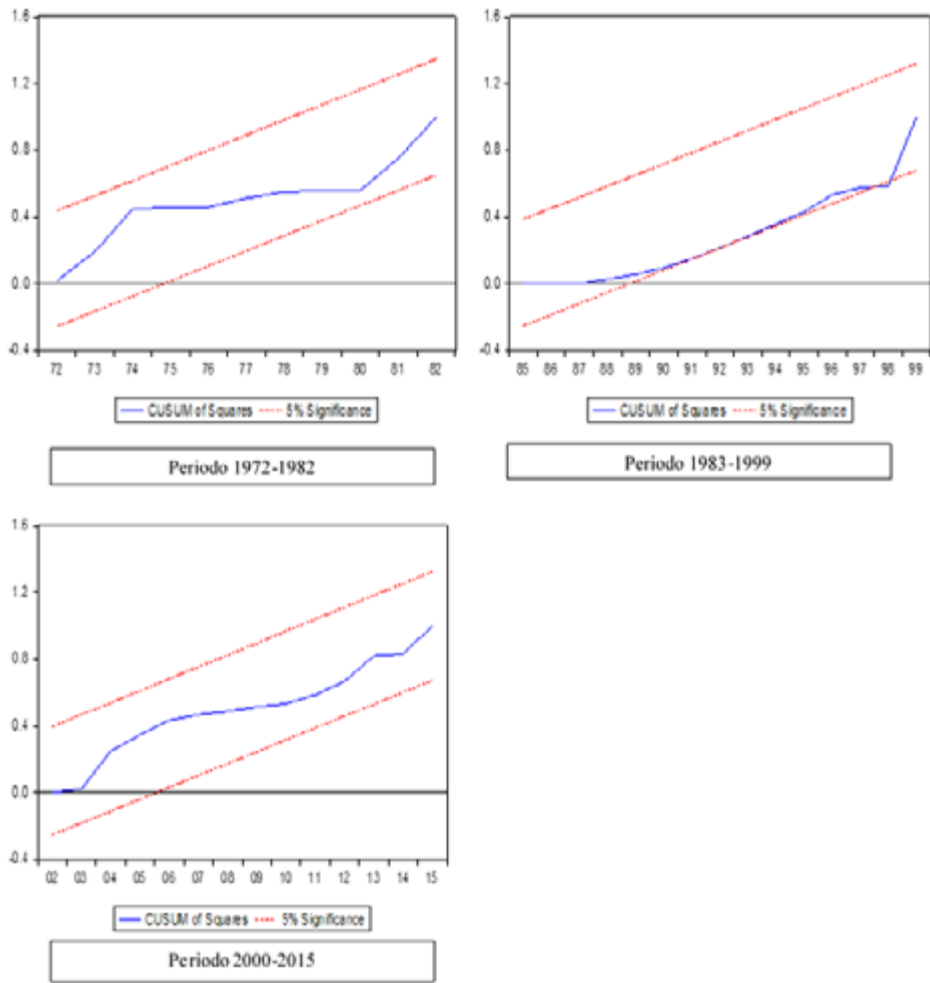 1.6
1.2
0.8
0.4
0.0
-0.4
72 73 74 75 76 77 78 79 80 81 82
CUSUM of Squares 5% Significance
Periodo 1972-1982
1.6
1.2
0.8
0.4
0.0
-0.4
85 86 87 88 89 90 91 92 93 94 95 96 97 98 99
CUSUM of Squares 5% Significance
Periodo 1983-1999
1.6
1.2
0.8
0.4
0.0
-0.4
02 03 04 05 06 07 08 09 10 11 12 13 14 15
CUSUM of Squares 5% Significance
Periodo 2000-2015